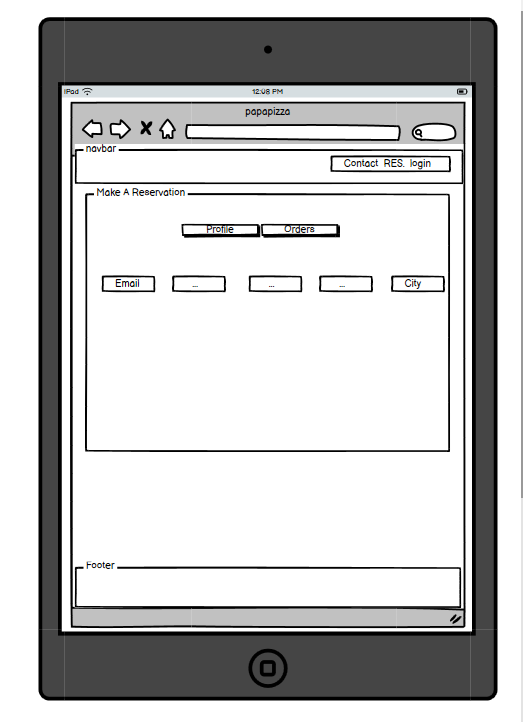 iPad 12:08 PM
papapizza
navbar
Contact RES. login
Make A Reservation
Profile Orders
Email ... ... ... City
Footer